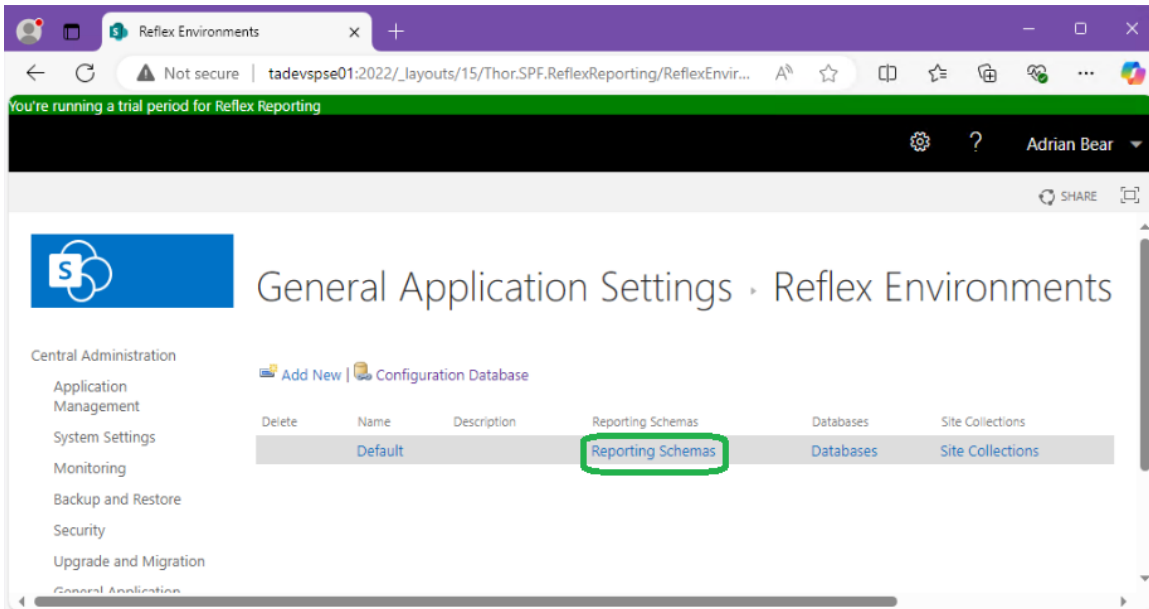 Reflex Environments
Not secure | tadevspse01:2022/_layouts/15/Thor.SPF.ReflexReporting/ReflexEnvir...
You're running a trial period for Reflex Reporting
? Adrian Bear
SHARE
S
General Application Settings › Reflex Environments
Central Administration
Application
Management
System Settings
Monitoring
Backup and Restore
Security
Upgrade and Migration
General Application
Add New | Configuration Database
Delete Name Description Reporting Schemas Databases Site Collections
Default Reporting Schemas Databases Site Collections